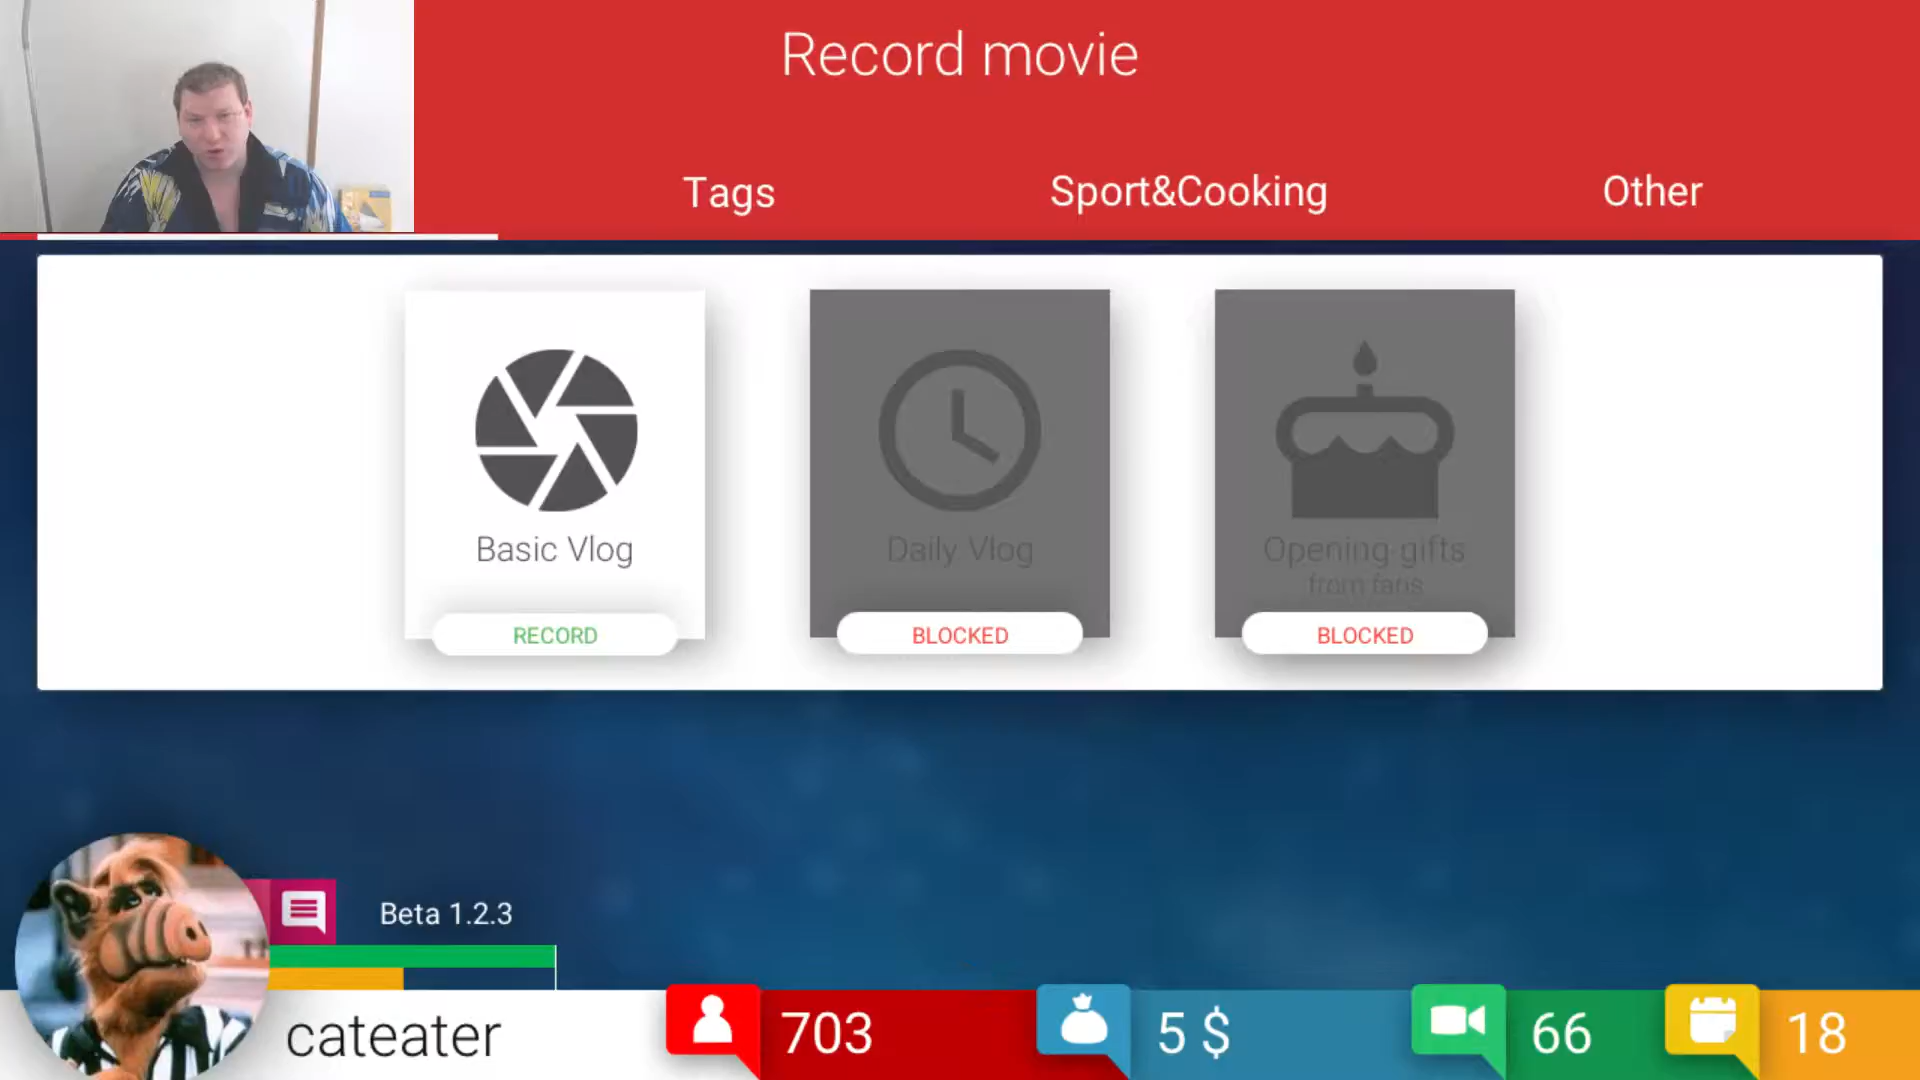 Record movie
Tags
Sport&Cooking
Other
Basic Vlog
RECORD
Daily Vlog
BLOCKED
Opening gifts
from fans
BLOCKED
Beta 1.2.3
cateater
703
5 $
66
18